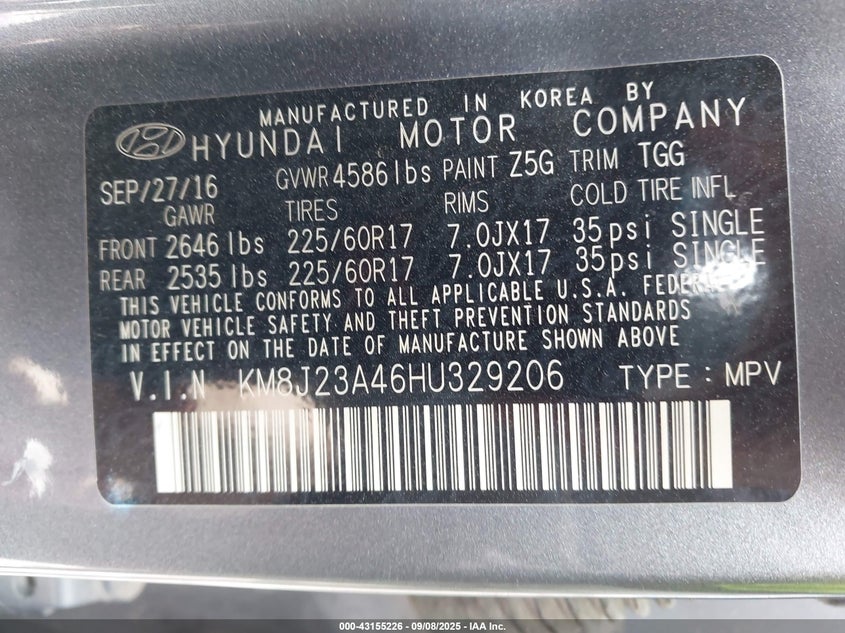 MANUFACTURED IN KOREA BY
HYUNDAI MOTOR COMPANY
SEP/27/16 GVWR 4586 lbs PAINT Z5G TRIM TGG
GAWR TIRES RIMS COLD TIRE INFL
FRONT 2646 lbs 225/60R17 7.0JX17 35psi SINGLE
REAR 2535 lbs 225/60R17 7.0JX17 35psi SINGLE
THIS VEHICLE CONFORMS TO ALL APPLICABLE U.S.A. FEDERAL
MOTOR VEHICLE SAFETY AND THEFT PREVENTION STANDARDS
IN EFFECT ON THE DATE OF MANUFACTURE SHOWN ABOVE
V.I.N KM8J23A46HU329206 TYPE : MPV
000-43155226 - 09/08/2025 - IAA Inc.